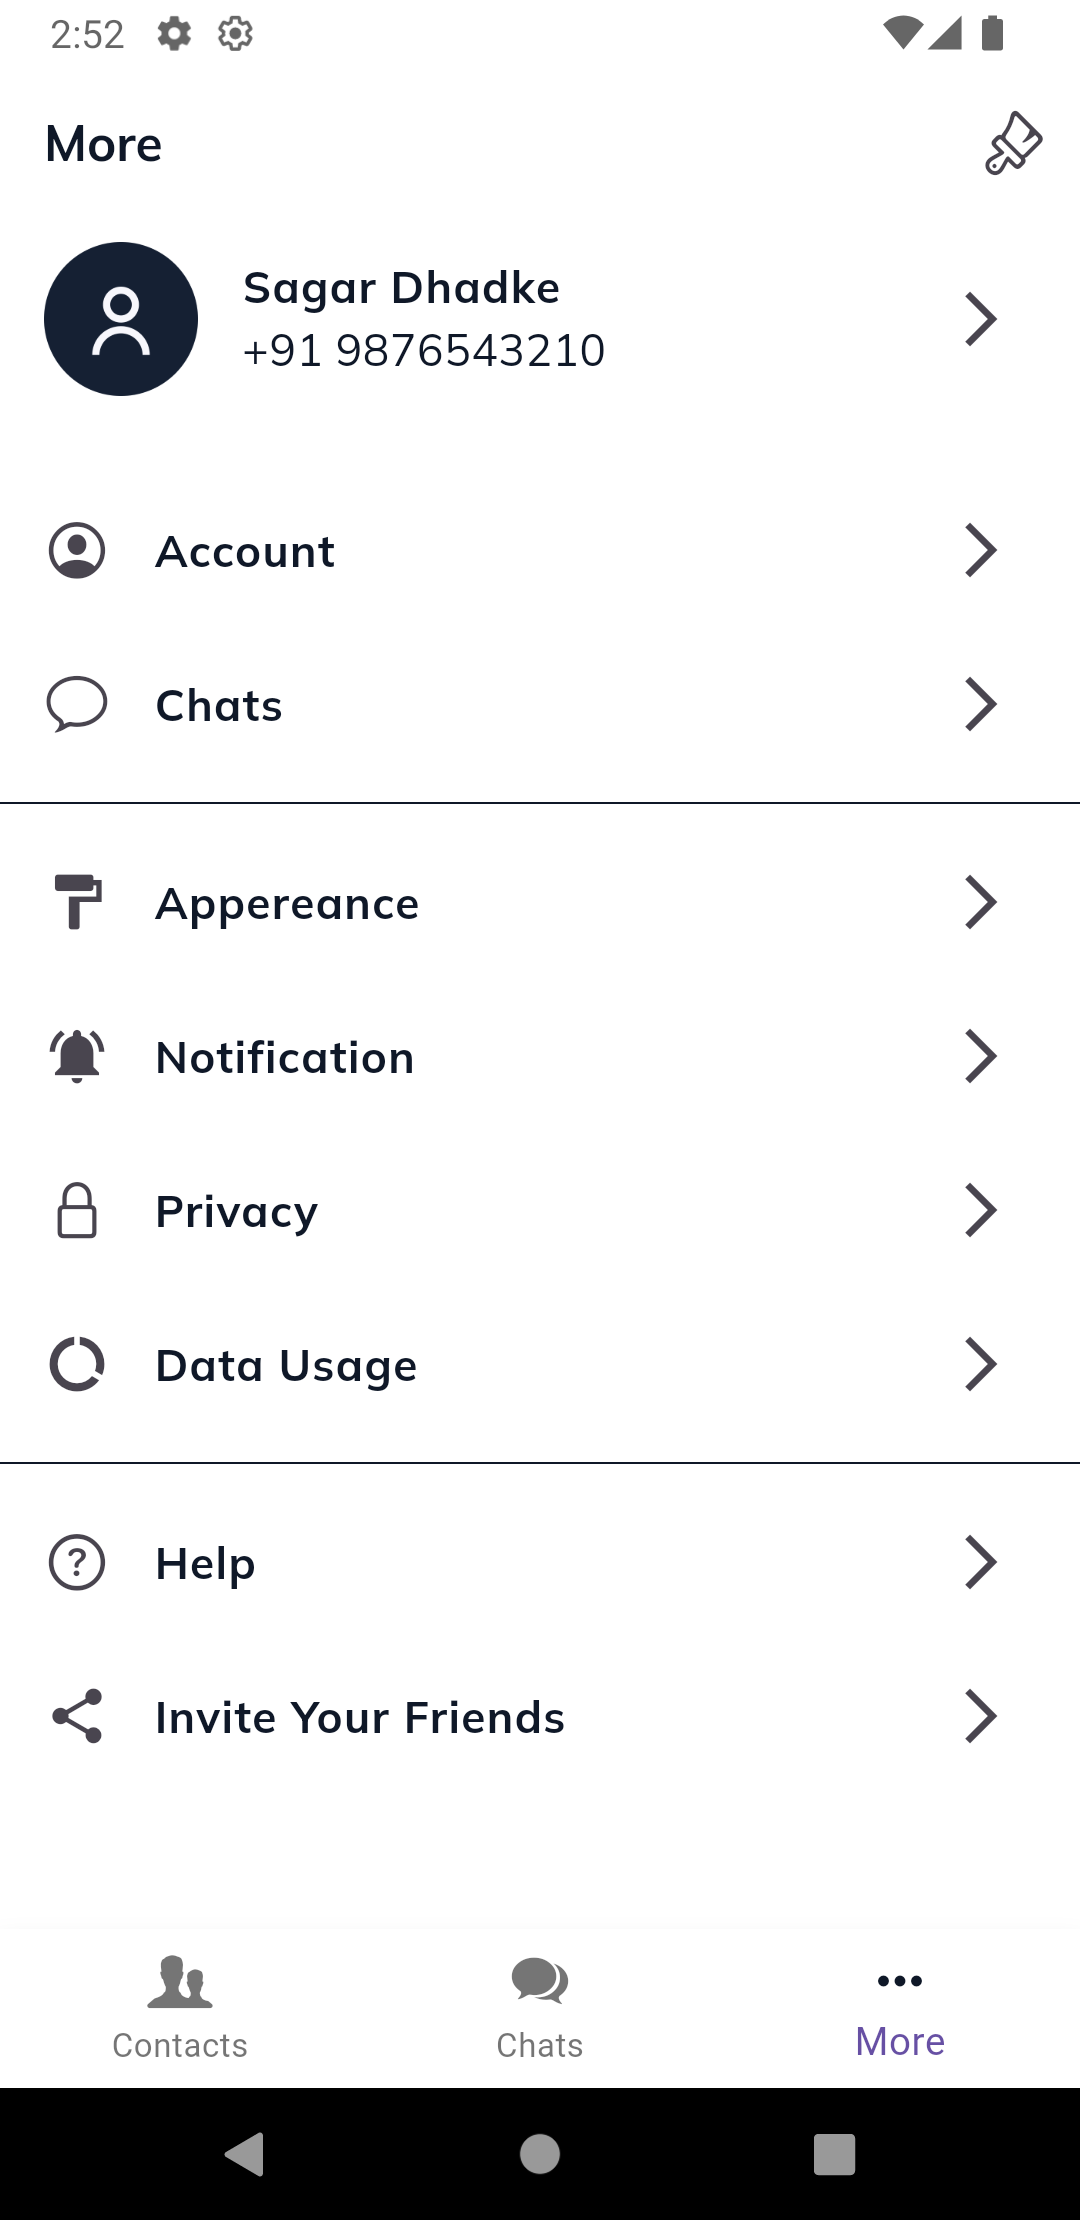 2:52
More
Sagar Dhadke
+91 9876543210
Account
Chats
Appereance
Notification
Privacy
Data Usage
?
Help
Invite Your Friends
Contacts
Chats
More